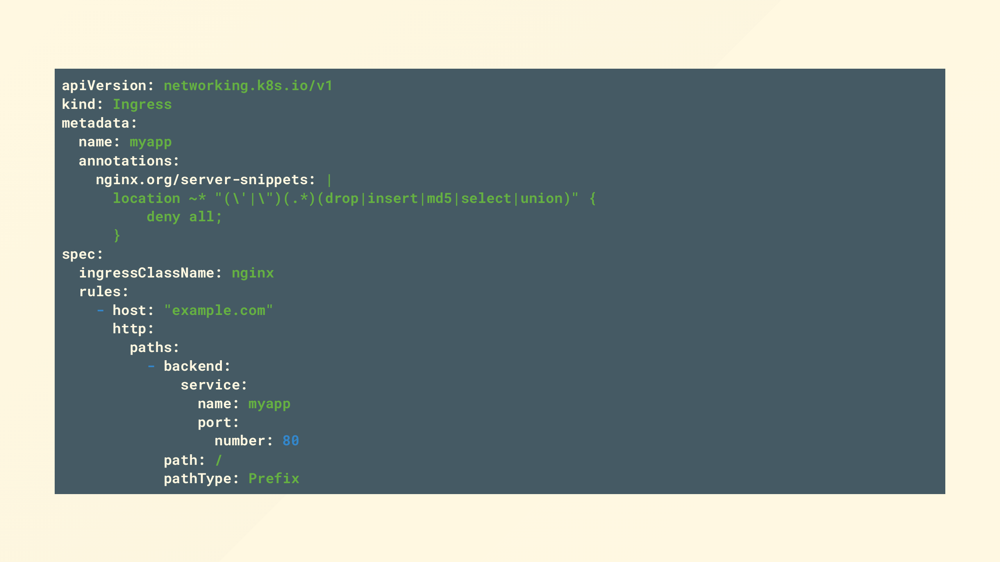 apiVersion: networking.k8s.io/v1
kind: Ingress
metadata:
  name: myapp
  annotations:
    nginx.org/server-snippets: |
      location ~* "(\'|\")(.*)(drop|insert|md5|select|union)" {
          deny all;
      }
spec:
  ingressClassName: nginx
  rules:
    - host: "example.com"
      http:
        paths:
          - backend:
              service:
                name: myapp
                port:
                  number: 80
            path: /
            pathType: Prefix